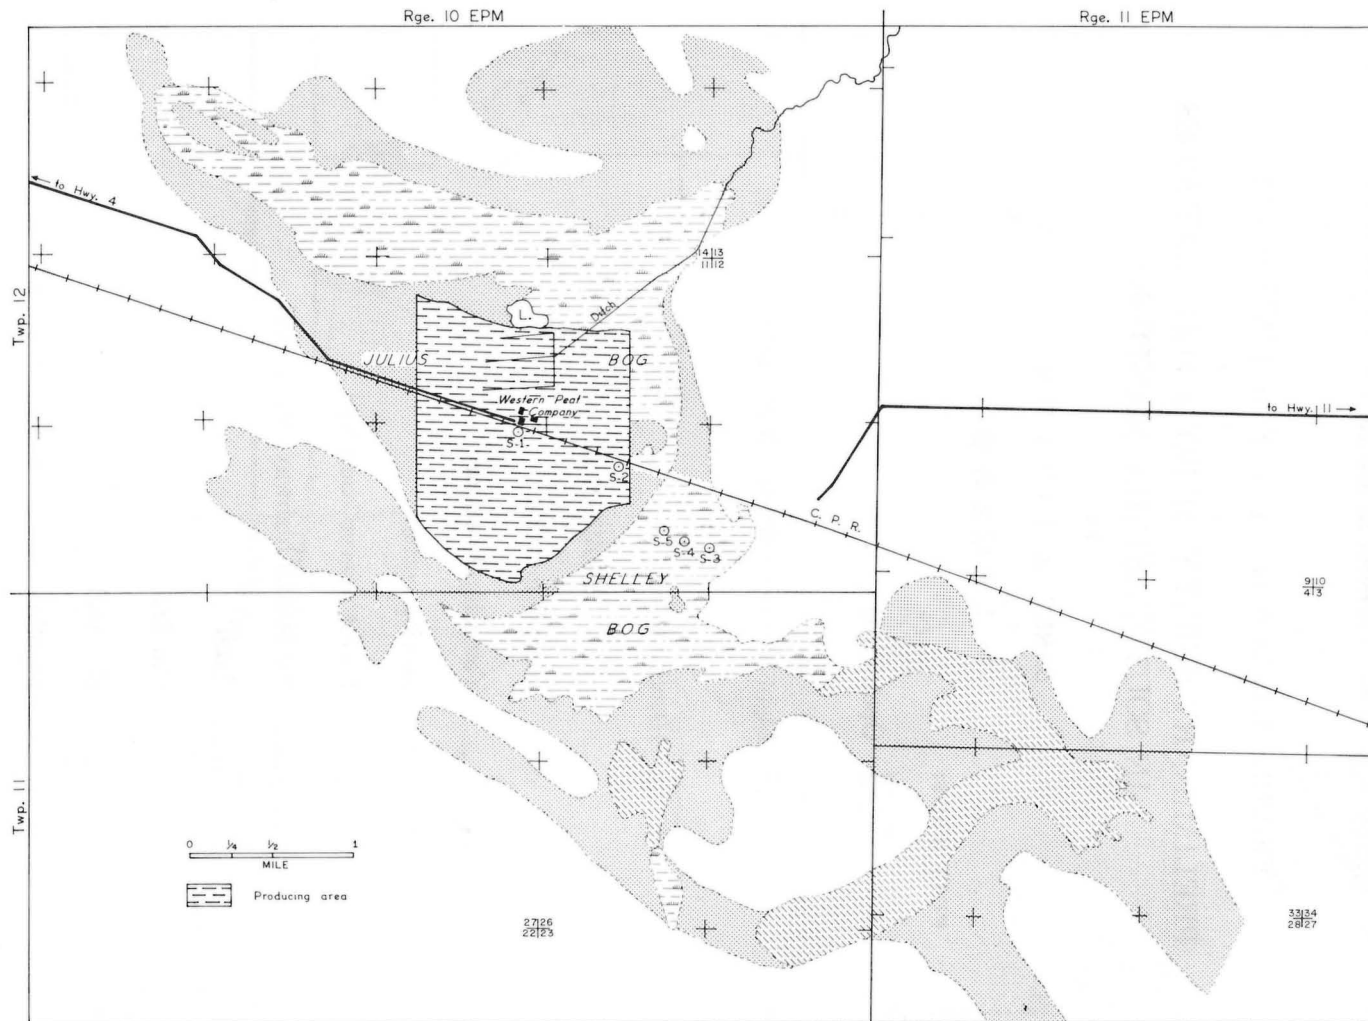 Rge. 10 EPM
Rge. 11 EPM
to Hwy. 4
14|13
11|12
Twp. 12
L.
Ditch
JULIUS BOG
Western Peat
Company
to Hwy. 11
S-1
S-2
C. P. R.
S-5
S-4
S-3
SHELLEY
BOG
9|10
4|3
Twp. 11
0 1/4 1/2 1
MILE
Producing area
27|26
22|23
33|34
28|27